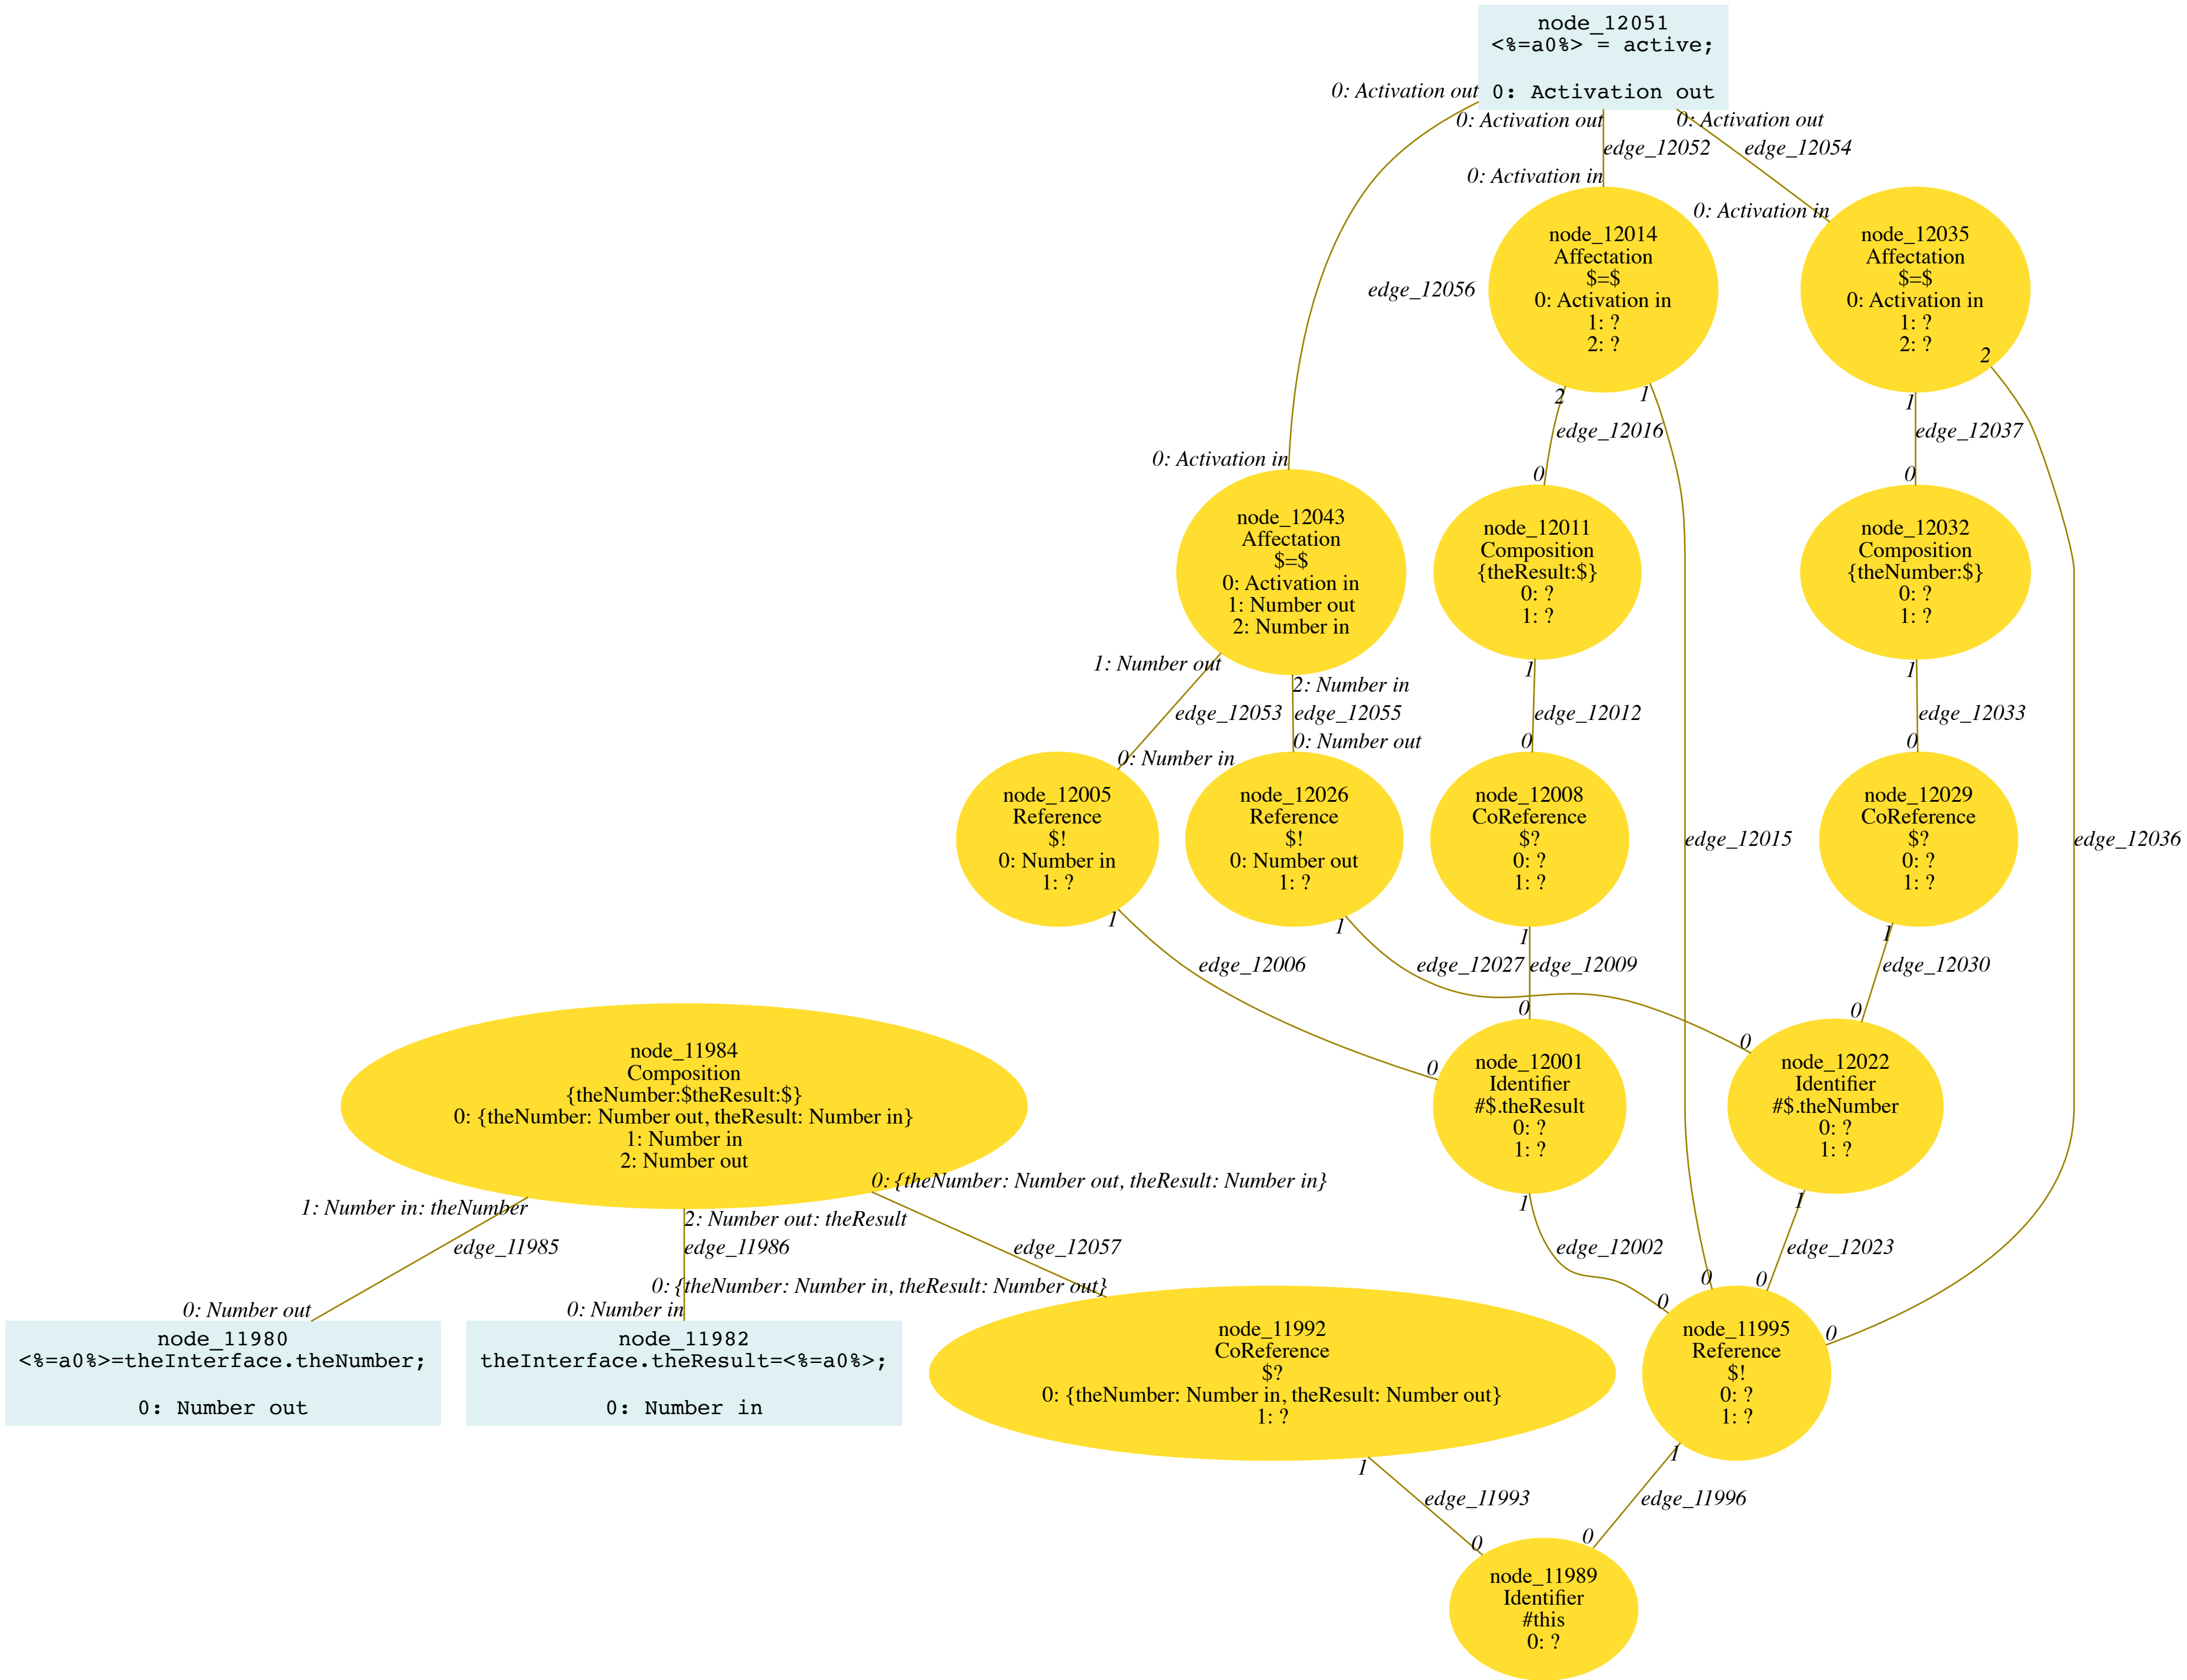 node_12051
<%=a0%> = active;
0: Activation out
0: Activation out
0: Activation out
0: Activation out
edge_12052
edge_12054
0: Activation in
0: Activation in
node_12014
Affectation
$=$
0: Activation in
1: ?
2: ?
node_12035
Affectation
$=$
0: Activation in
1: ?
2: ?
edge_12056
2
1
1
2
edge_12016
edge_12037
0: Activation in
0
0
node_12043
Affectation
$=$
0: Activation in
1: Number out
2: Number in
node_12011
Composition
{theResult:$}
0: ?
1: ?
node_12032
Composition
{theNumber:$}
0: ?
1: ?
1: Number out
2: Number in
1
1
edge_12053
edge_12055
edge_12012
edge_12033
0: Number in
0: Number out
0
0
node_12005
Reference
$!
0: Number in
1: ?
node_12026
Reference
$!
0: Number out
1: ?
node_12008
CoReference
$?
0: ?
1: ?
edge_12015
node_12029
CoReference
$?
0: ?
1: ?
edge_12036
1
1
1
1
edge_12006
edge_12027
edge_12009
edge_12030
0
0
0
0
node_11984
Composition
{theNumber:$theResult:$}
0: {theNumber: Number out, theResult: Number in}
1: Number in
2: Number out
node_12001
Identifier
#$.theResult
0: ?
1: ?
node_12022
Identifier
#$.theNumber
0: ?
1: ?
0: {theNumber: Number out, theResult: Number in}
1: Number in: theNumber
2: Number out: theResult
1
1
edge_11985
edge_11986
edge_12057
edge_12002
edge_12023
0: Number out
0: Number in
0: {theNumber: Number in, theResult: Number out}
0
0
0
0
node_11980
<%=a0%>=theInterface.theNumber;
0: Number out
node_11982
theInterface.theResult=<%=a0%>;
0: Number in
node_11992
CoReference
$?
0: {theNumber: Number in, theResult: Number out}
1: ?
node_11995
Reference
$!
0: ?
1: ?
1
1
edge_11993
edge_11996
0
0
node_11989
Identifier
#this
0: ?